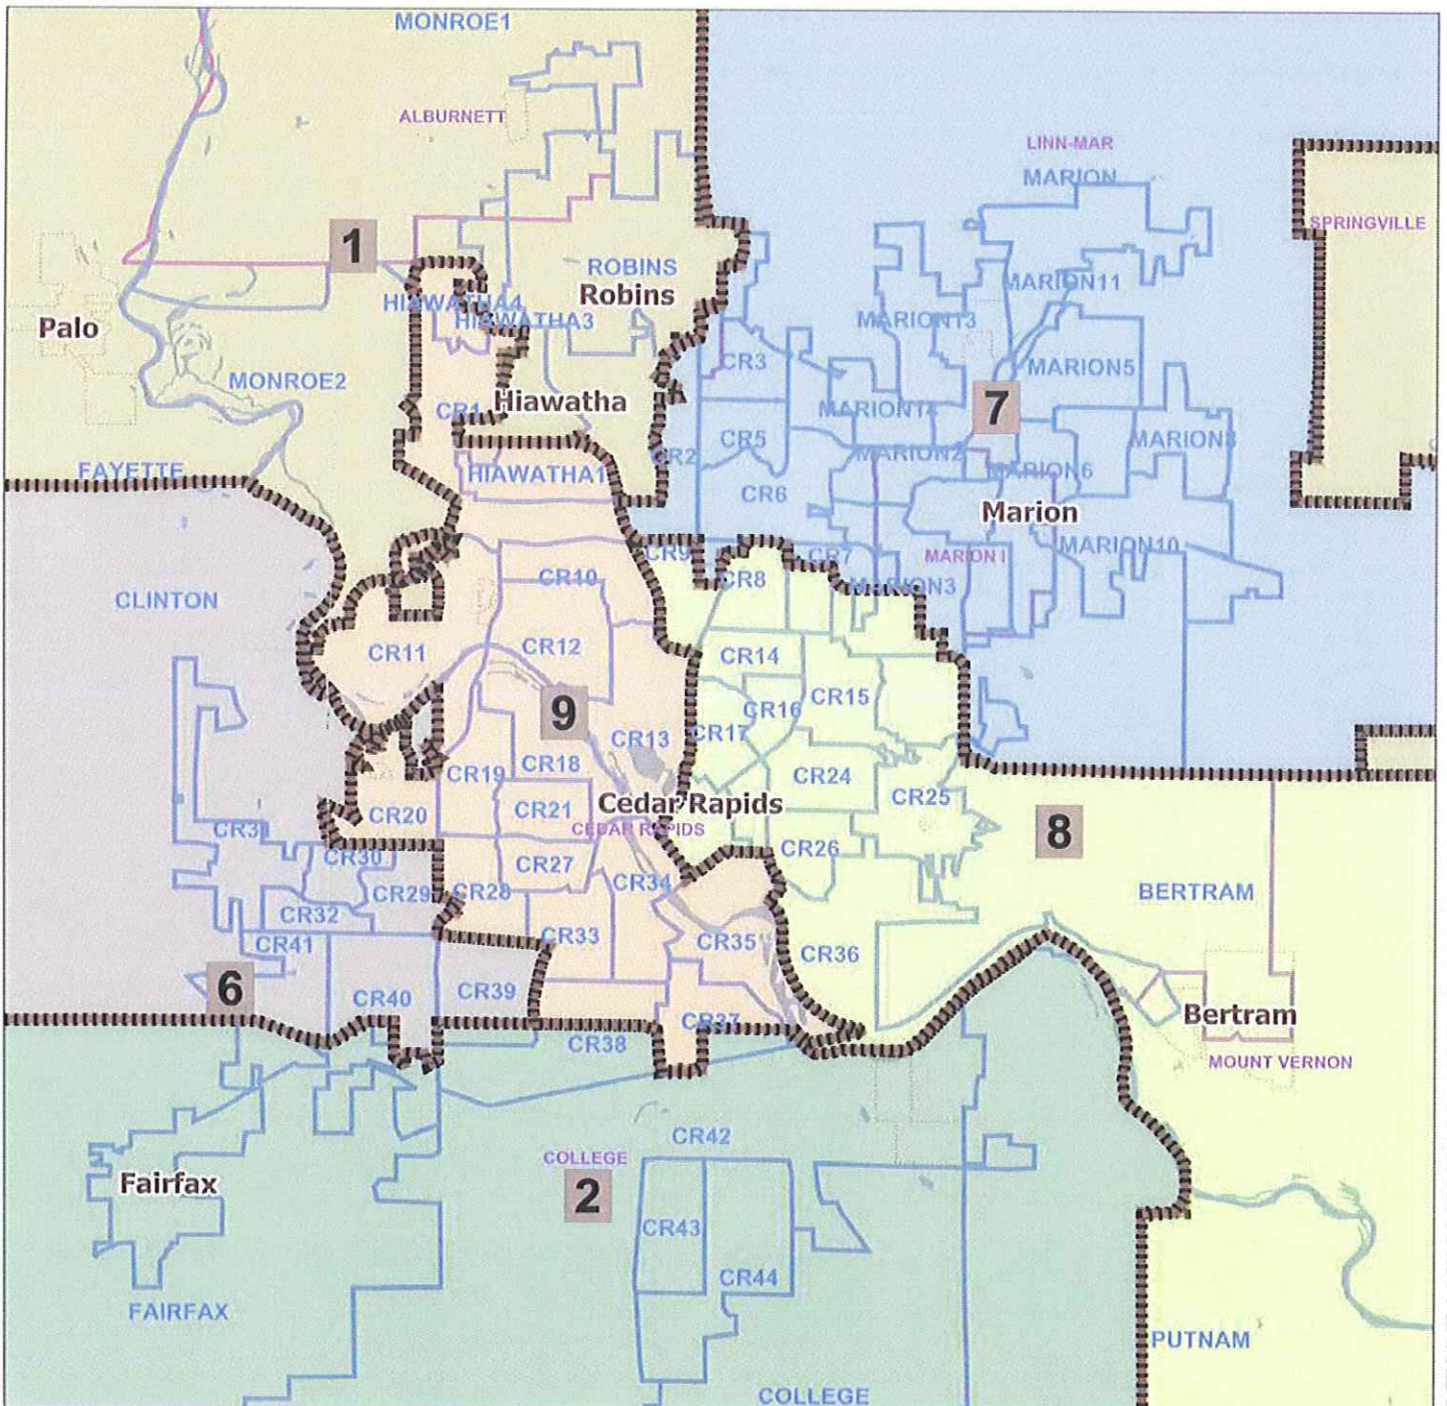 MONROE1
ALBURNETT
LINN-MAR
MARION
SPRINGVILLE
1
ROBINS
Robins
MARION11
HIAWATHA4
HIAWATHA3
MARION13
Palo
CR3
MARION5
MONROE2
Hiawatha
CR1
7
MARION14
CR5
MARION2
MARION8
CR2
FAYETTE
HIAWATHA1
MARION6
CR6
Marion
CR9
CR7
MARION I
MARION10
CR10
CR8
MARION3
CLINTON
CR11
CR12
CR14
CR15
CR16
9
CR13
CR17
CR18
CR19
CR24
CR25
CR20
CR21
Cedar Rapids
CEDAR RAPIDS
8
CR3
CR30
CR27
CR26
CR29
CR28
CR34
BERTRAM
CR32
CR41
CR33
CR35
CR36
6
CR40
CR39
Bertram
CR37
CR38
MOUNT VERNON
CR42
COLLEGE
Fairfax
2
CR43
CR44
FAIRFAX
PUTNAM
COLLEGE